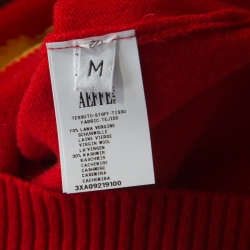 M
AEFFE
TESSUTO-STOFF-TISSU
FABRIC-TEJIDO
70% LANA VERGINE
SCHURWOLLE
LAINE VIERGE
VIRGIN WOOL
LA.VIRGEN
30% KASHMIR
KASCHMIR
CACHEMIRE
CASHMERE
CASIMIRA
CACHEMIRA
3XA09219100